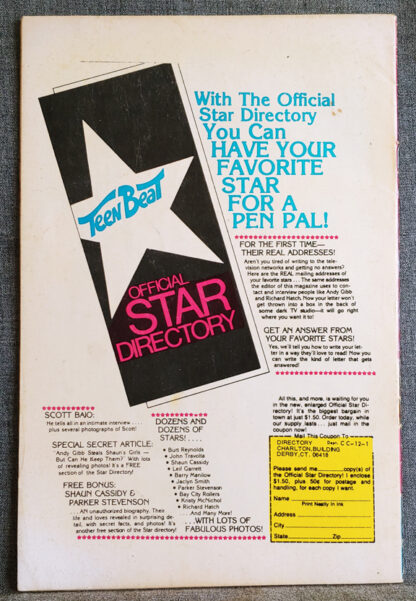 With The Official
Star Directory
You Can
HAVE YOUR
FAVORITE
STAR
FOR A
PEN PAL!
Teen Beat
OFFICIAL
STAR
DIRECTORY
FOR THE FIRST TIME—
THEIR REAL ADDRESSES!
Aren't you tired of writing to the tele-
vision networks and getting no answers?
Here are the REAL mailing addresses of
your favorite stars . . . The same addresses
the editor of this magazine uses to con-
tact and interview people like Andy Gibb
and Richard Hatch. Now your letter won't
get thrown into a box in the back of
some dark TV studio—it will go right
where you want it to!
GET AN ANSWER FROM
YOUR FAVORITE STARS!
Yes, we'll tell you how to write your let-
ter in a way they'll love to read! Now you
can write the kind of letter that gets
answered!
SCOTT BAIO:
He tells all in an intimate interview . . . .
plus several photographs of Scott!
SPECIAL SECRET ARTICLE:
"Andy Gibb Steals Shaun's Girls —
But Can He Keep Them? With lots
of revealing photos! It's a FREE
section of the Star Directory!
FREE BONUS:
SHAUN CASSIDY &
PARKER STEVENSON
. . . AN unauthorized biography. Their
life and loves revealed in surprising de-
tail, with secret facts, and photos! It's
another free section of the Star Directory!
DOZENS AND
DOZENS OF
STARS! . . . .
• Burt Reynolds
• John Travolta
• Shaun Cassidy
• Leif Garrett
• Barry Manilow
• Jaclyn Smith
• Parker Stevenson
• Bay City Rollers
• Kristy McNichol
• Richard Hatch
. . . . And Many More!
. . . WITH LOTS OF
FABULOUS PHOTOS!
All this, and more, is waiting for you
in the new, enlarged Official Star Di-
rectory! It's the biggest bargain in
town at just $1.50. Order today, while
our supply lasts . . . just mail in the
coupon now!
Mail This Coupon To
DIRECTORY Dept. C C-12-1
CHARLTON BUILDING
DERBY, CT. 06418
Please send me copy(s) of
the Official Star Directory! I enclose
$1.50, plus 50¢ for postage and
handling, for each copy I want.
Name
Print Neatly In Ink
Address
City
State Zip